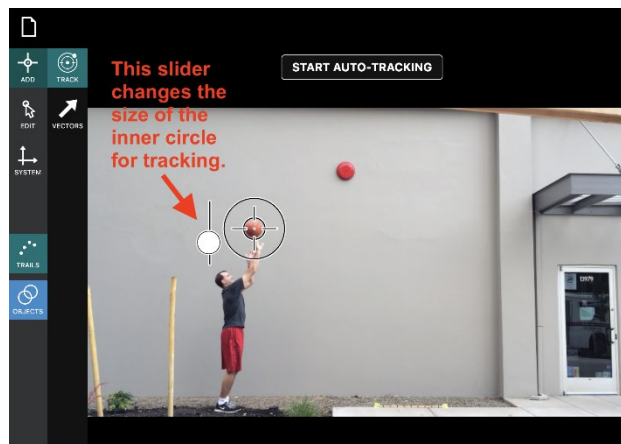 START AUTO-TRACKING
This slider
changes the
size of the
inner circle
for tracking.
ADD
TRACK
EDIT
VECTORS
SYSTEM
TRAILS
OBJECTS